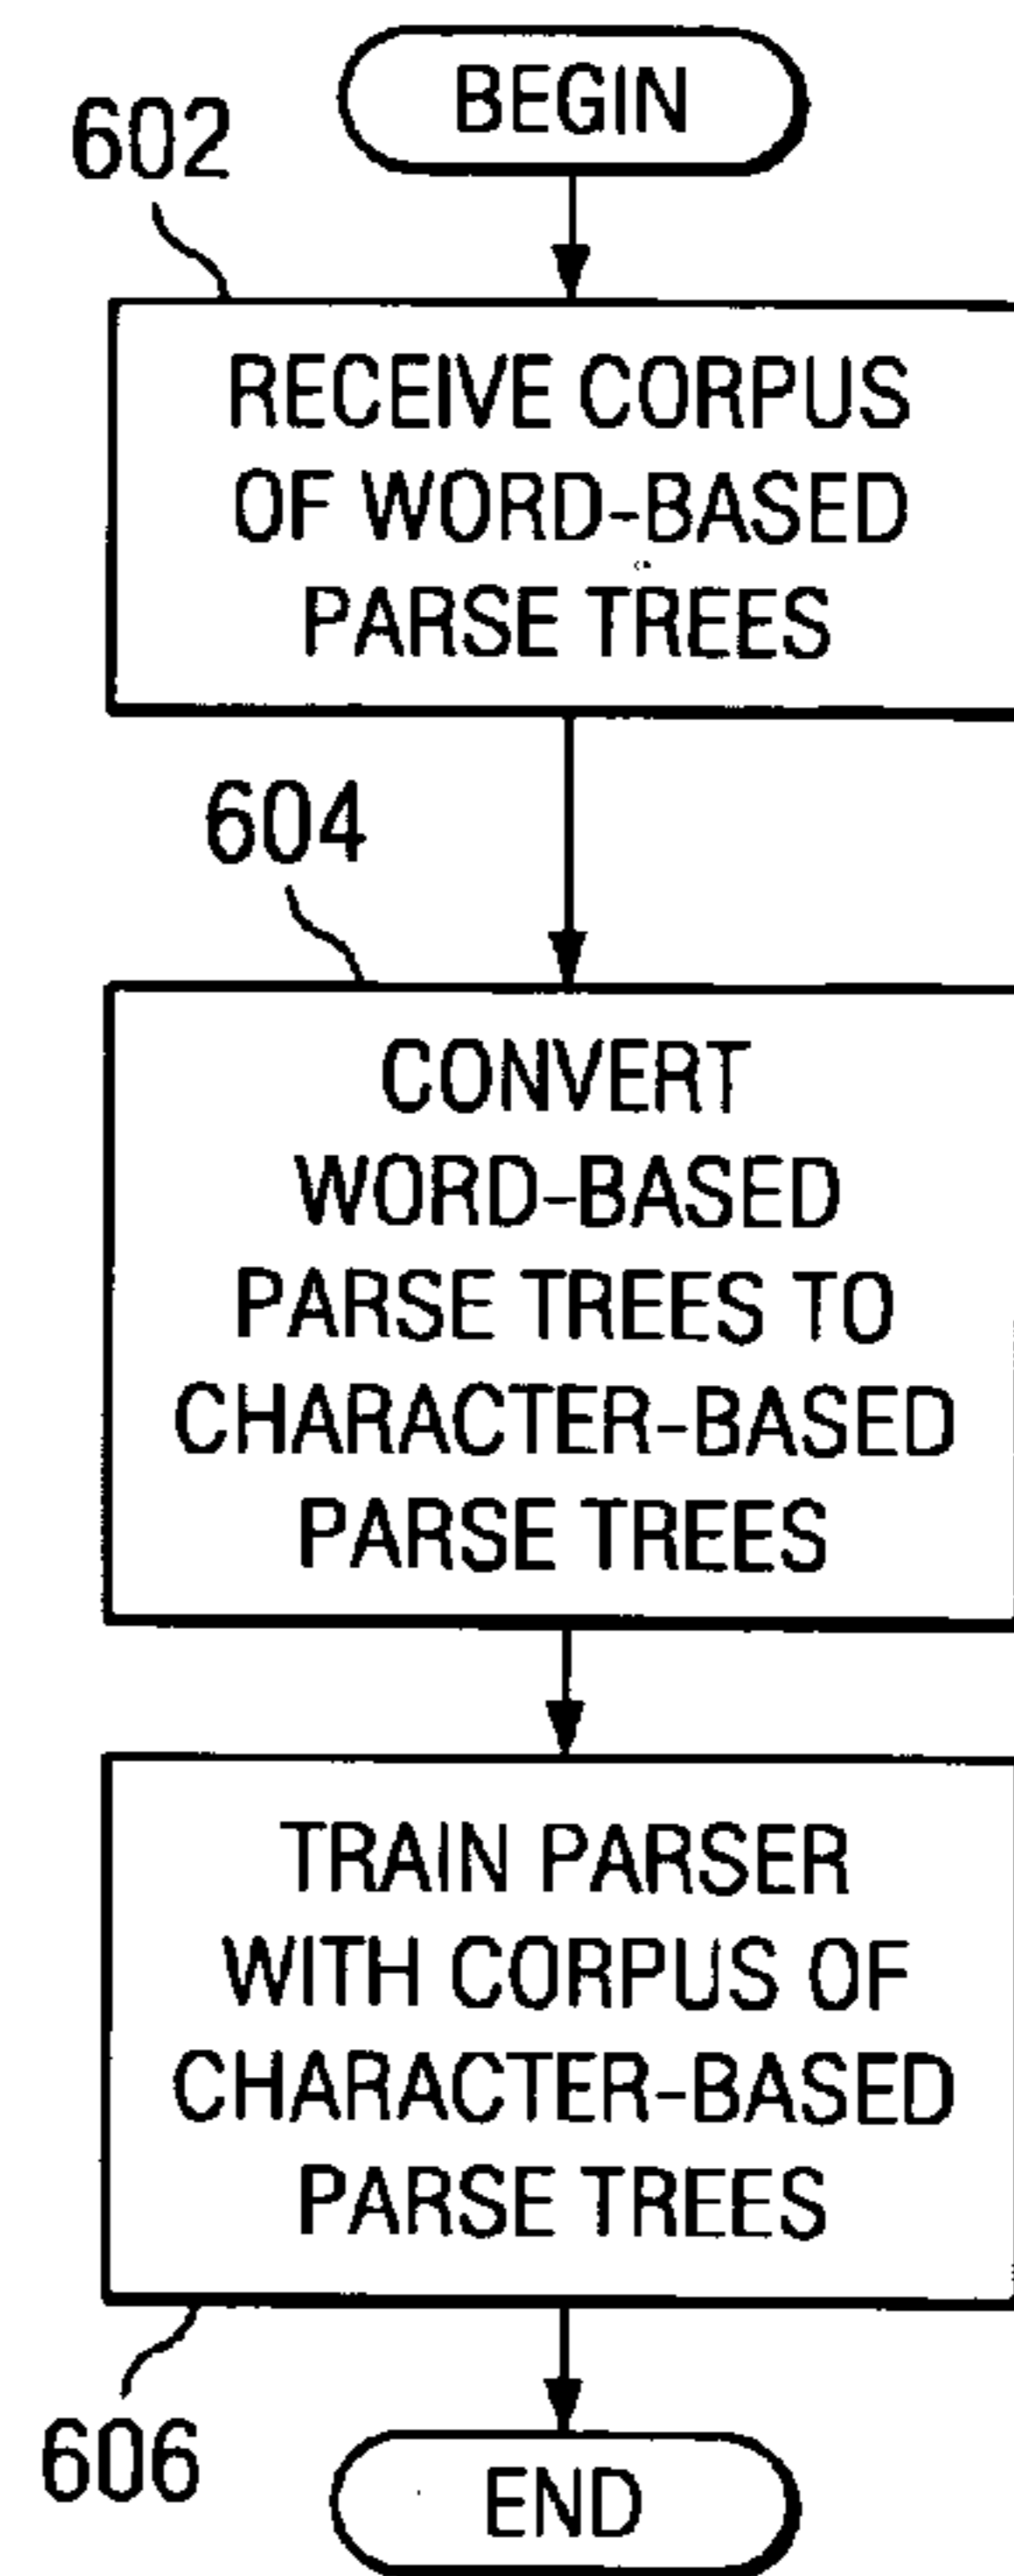 BEGIN
602
RECEIVE CORPUS
OF WORD-BASED
PARSE TREES
604
CONVERT
WORD-BASED
PARSE TREES TO
CHARACTER-BASED
PARSE TREES
TRAIN PARSER
WITH CORPUS OF
CHARACTER-BASED
PARSE TREES
606
END